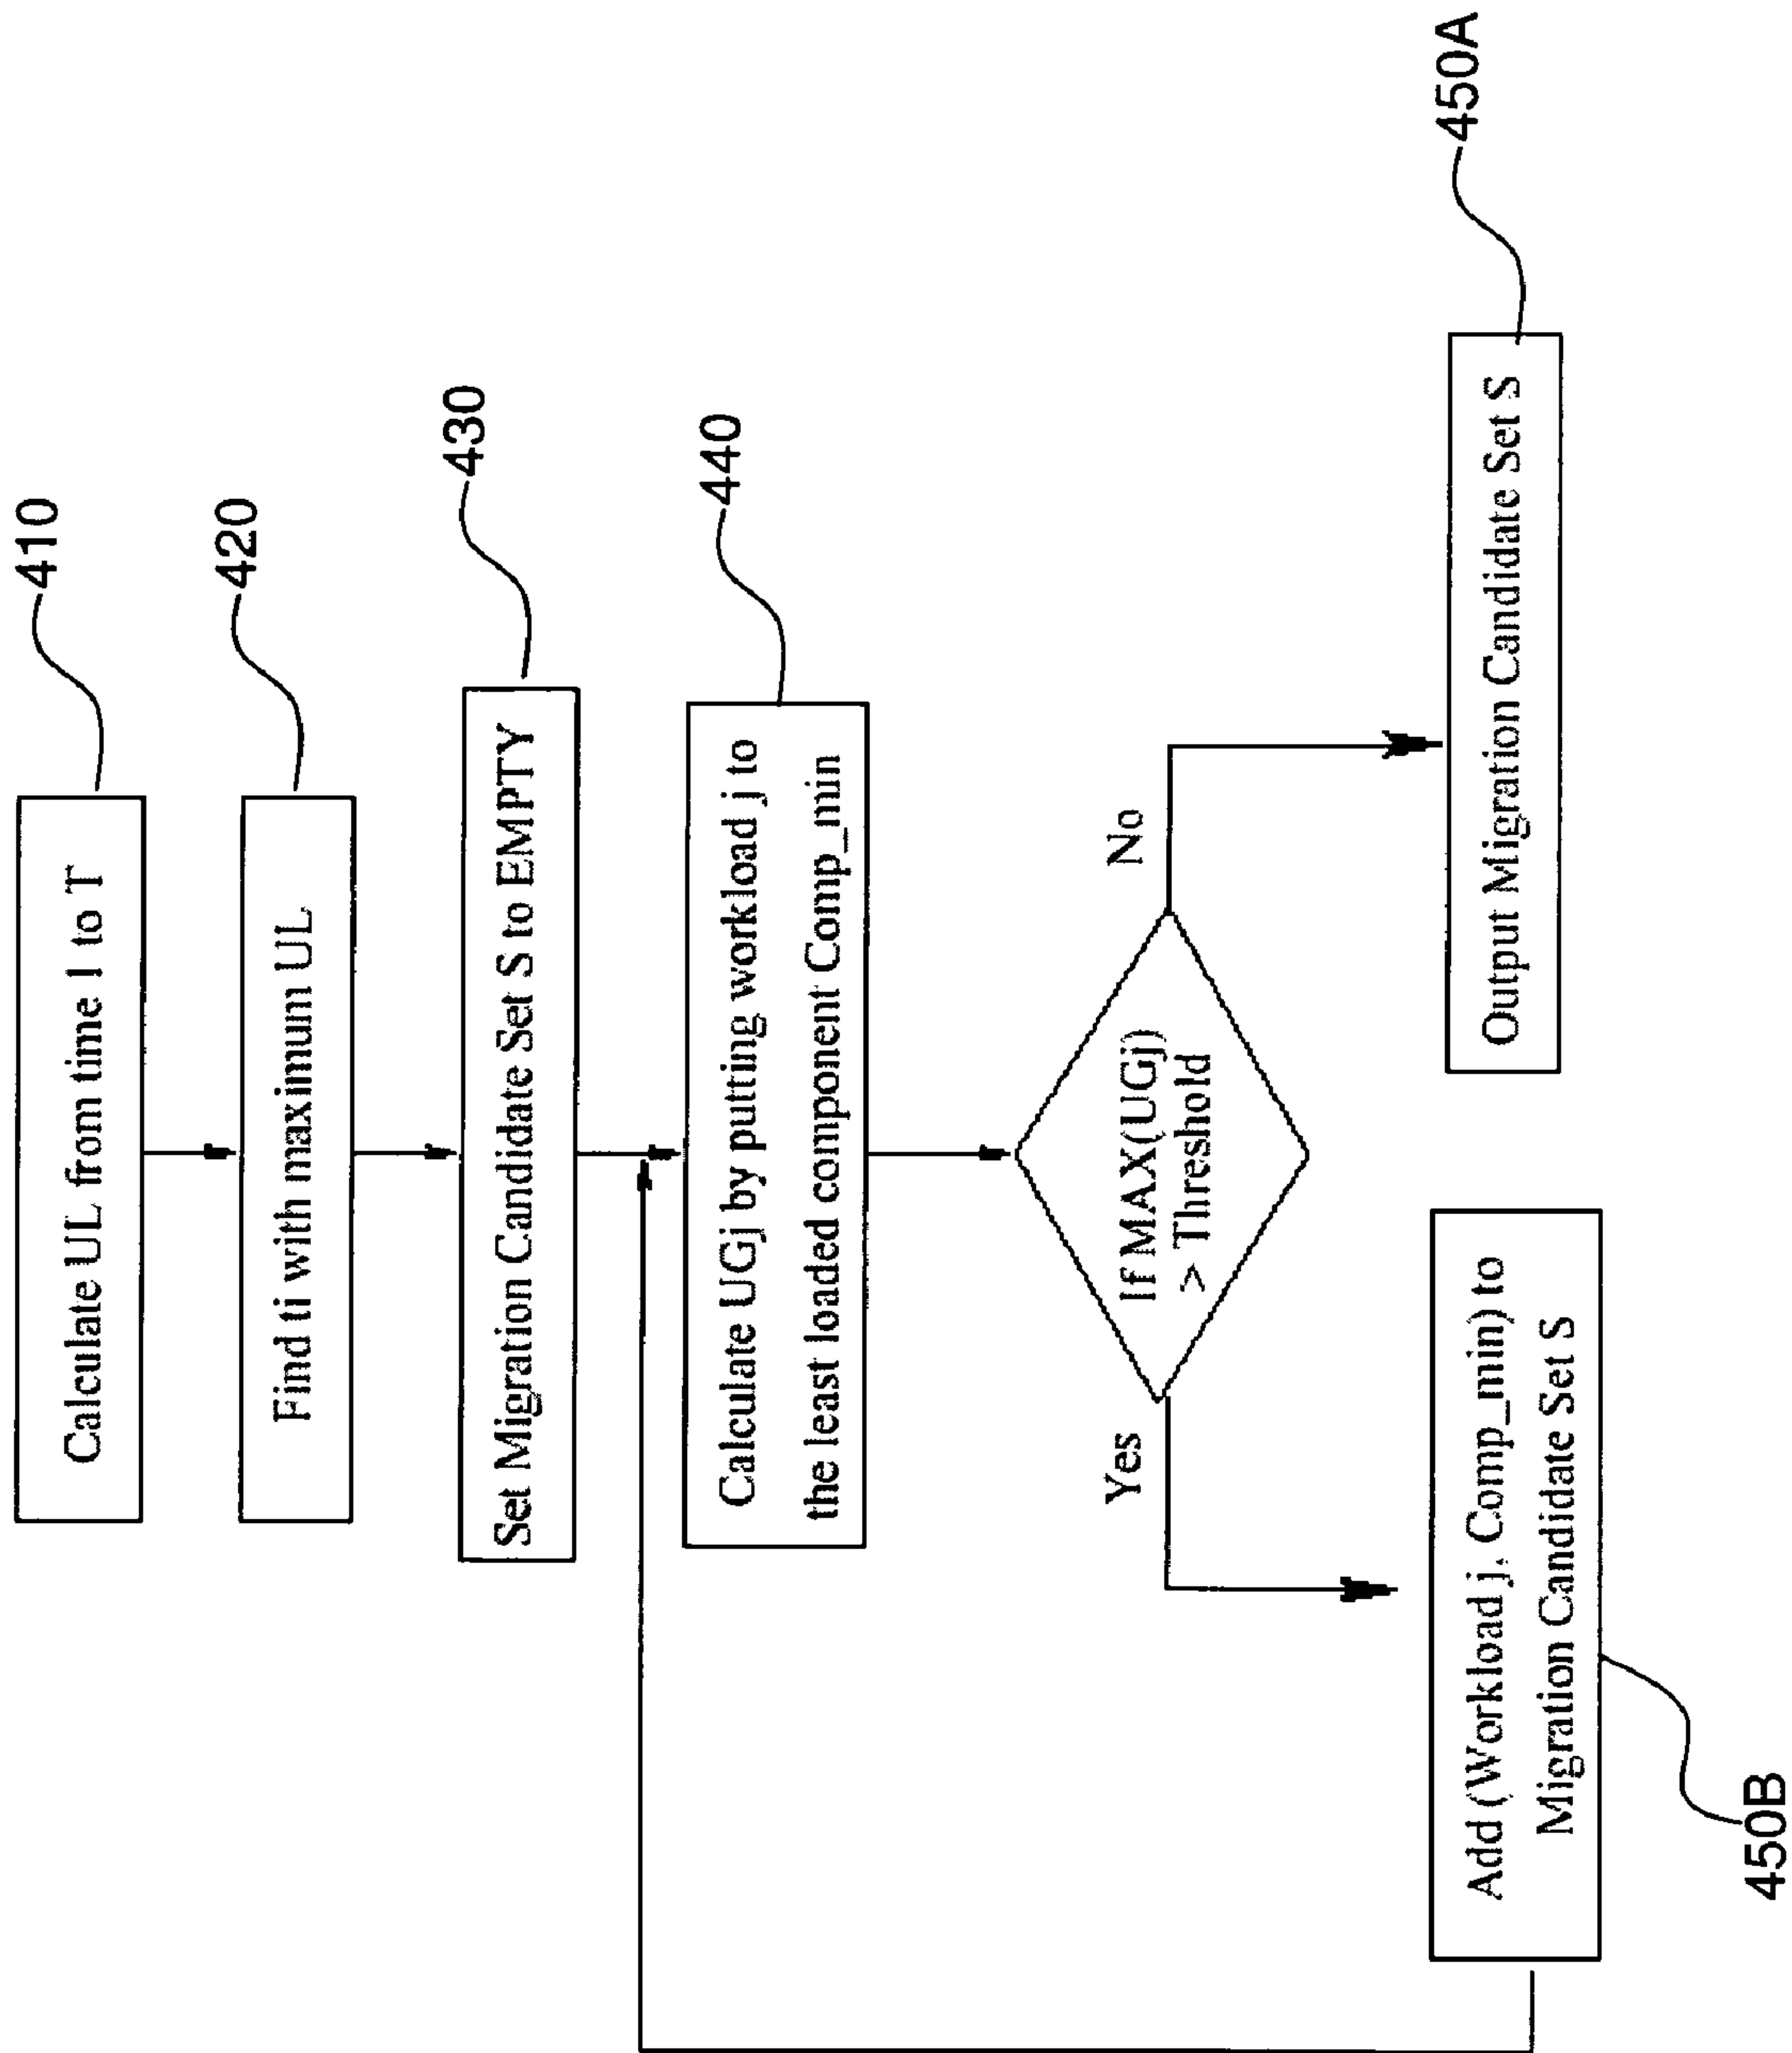 410
Calculate UL from time 1 to T
420
Find ti with maximum UL
430
Set Migration Candidate Set S to EMPTY
440
Calculate UGj by putting workload j to
the least loaded component Comp_min
If MAX(UGj)
> Threshold
Yes
No
Add (Workload j, Comp_min) to
Migration Candidate Set S
450B
Output Migration Candidate Set S
450A